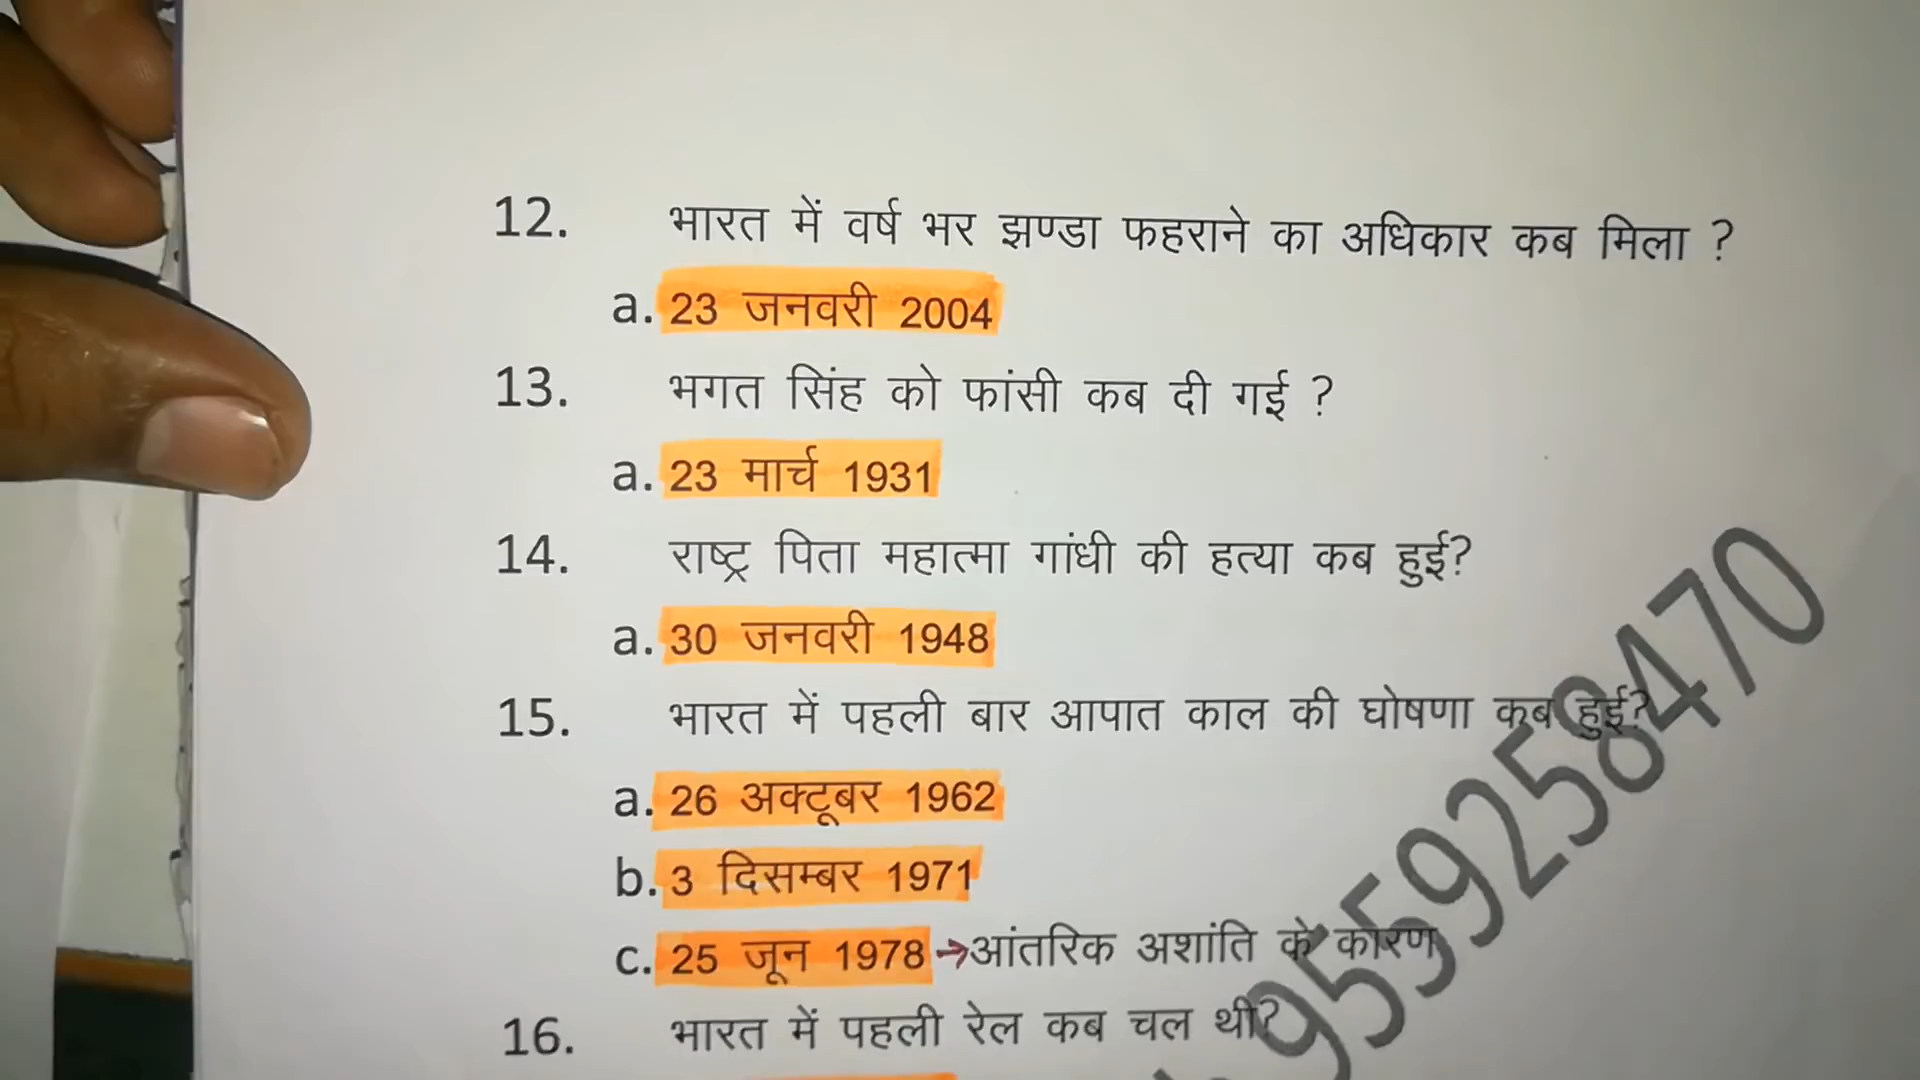 12. भारत में वर्ष भर झण्डा फहराने का अधिकार कब मिला ?
a. 23 जनवरी 2004
13. भगत सिंह को फांसी कब दी गई ?
a. 23 मार्च 1931
14. राष्ट्र पिता महात्मा गांधी की हत्या कब हुई?
a. 30 जनवरी 1948
15. भारत में पहली बार आपात काल की घोषणा कब हुई?
a. 26 अक्टूबर 1962
b. 3 दिसम्बर 1971
c. 25 जून 1978 →आंतरिक अशांति के कारण
16. भारत में पहली रेल कब चल थी?
9559258470